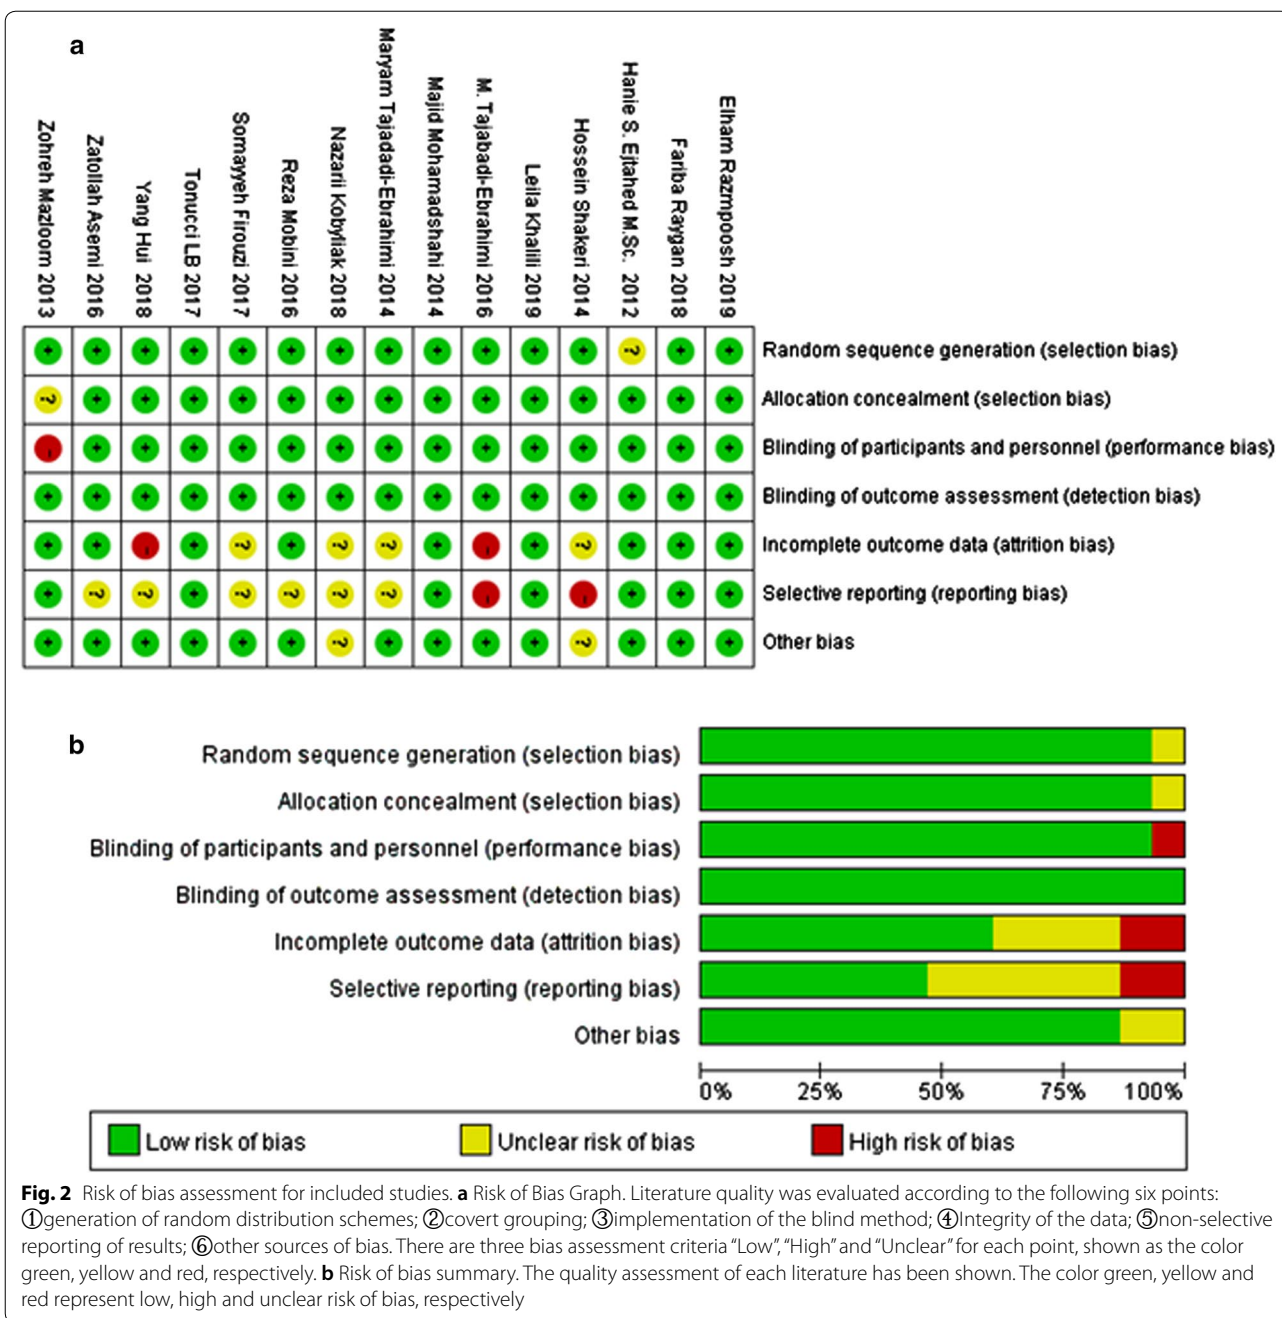 a
Zohreh Mazloom 2013
Zatollah Asemi 2016
Yang Hui 2018
Tonucci LB 2017
Somayyeh Firouzi 2017
Reza Mobini 2016
Nazarii Kobyliak 2018
Maryam Tajadadi-Ebrahimi 2014
Majid Mohamadshahi 2014
M. Tajabadi-Ebrahimi 2016
Leila Khalili 2019
Hossein Shakeri 2014
Hanie S. Ejtahed M.Sc. 2012
Fariba Raygan 2018
Elham Razmpoosh 2019
+ + + + + + + + + + + + ? + + Random sequence generation (selection bias)
? + + + + + + + + + + + + + + Allocation concealment (selection bias)
- + + + + + + + + + + + + + + Blinding of participants and personnel (performance bias)
+ + + + + + + + + + + + + + + Blinding of outcome assessment (detection bias)
+ + - + ? + ? ? + - + ? + + + Incomplete outcome data (attrition bias)
+ ? ? + ? ? ? ? + - + - + + + Selective reporting (reporting bias)
+ + + + + + ? + + + + ? + + + Other bias
b
Random sequence generation (selection bias)
Allocation concealment (selection bias)
Blinding of participants and personnel (performance bias)
Blinding of outcome assessment (detection bias)
Incomplete outcome data (attrition bias)
Selective reporting (reporting bias)
Other bias
0% 25% 50% 75% 100%
Low risk of bias Unclear risk of bias High risk of bias
Fig. 2 Risk of bias assessment for included studies. a Risk of Bias Graph. Literature quality was evaluated according to the following six points:
①generation of random distribution schemes; ②covert grouping; ③implementation of the blind method; ④Integrity of the data; ⑤non-selective
reporting of results; ⑥other sources of bias. There are three bias assessment criteria “Low”, “High” and “Unclear” for each point, shown as the color
green, yellow and red, respectively. b Risk of bias summary. The quality assessment of each literature has been shown. The color green, yellow and
red represent low, high and unclear risk of bias, respectively